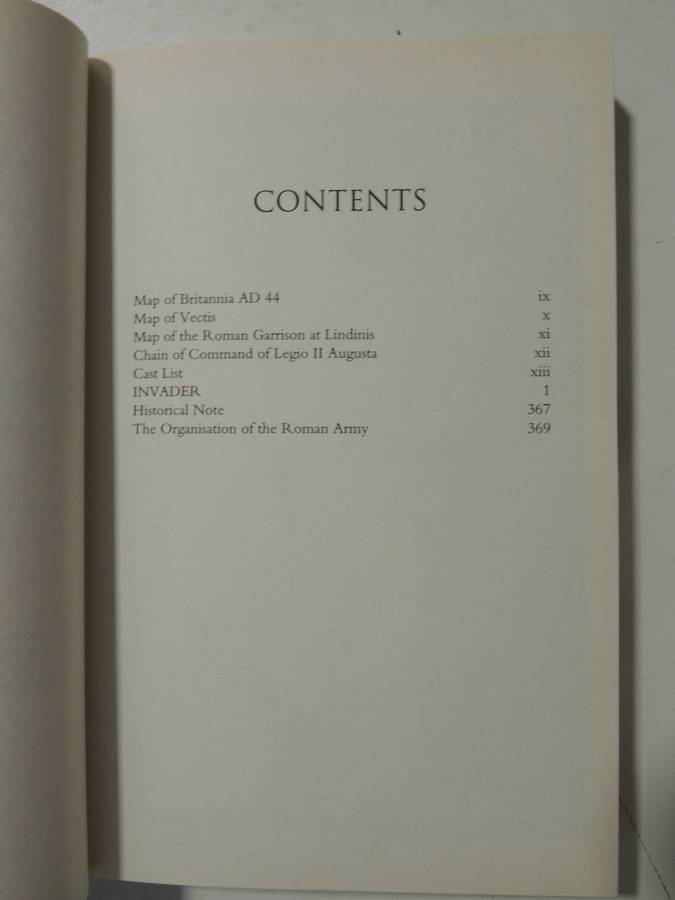 CONTENTS
Map of Britannia AD 44 ix
Map of Vectis x
Map of the Roman Garrison at Lindinis xi
Chain of Command of Legio II Augusta xii
Cast List xiii
INVADER 1
Historical Note 367
The Organisation of the Roman Army 369